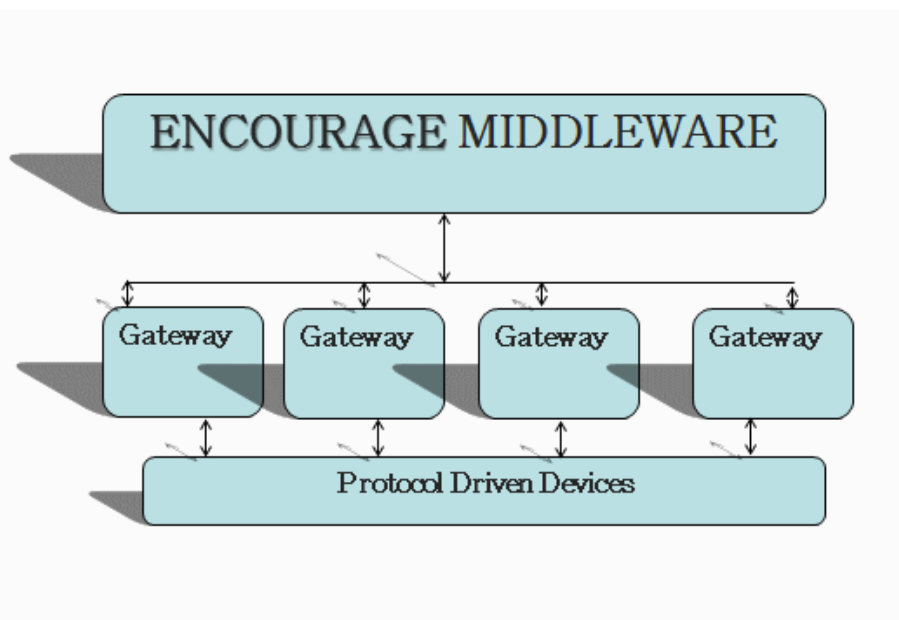 ENCOURAGE MIDDLEWARE
Gateway
Gateway
Gateway
Gateway
Protocol Driven Devices